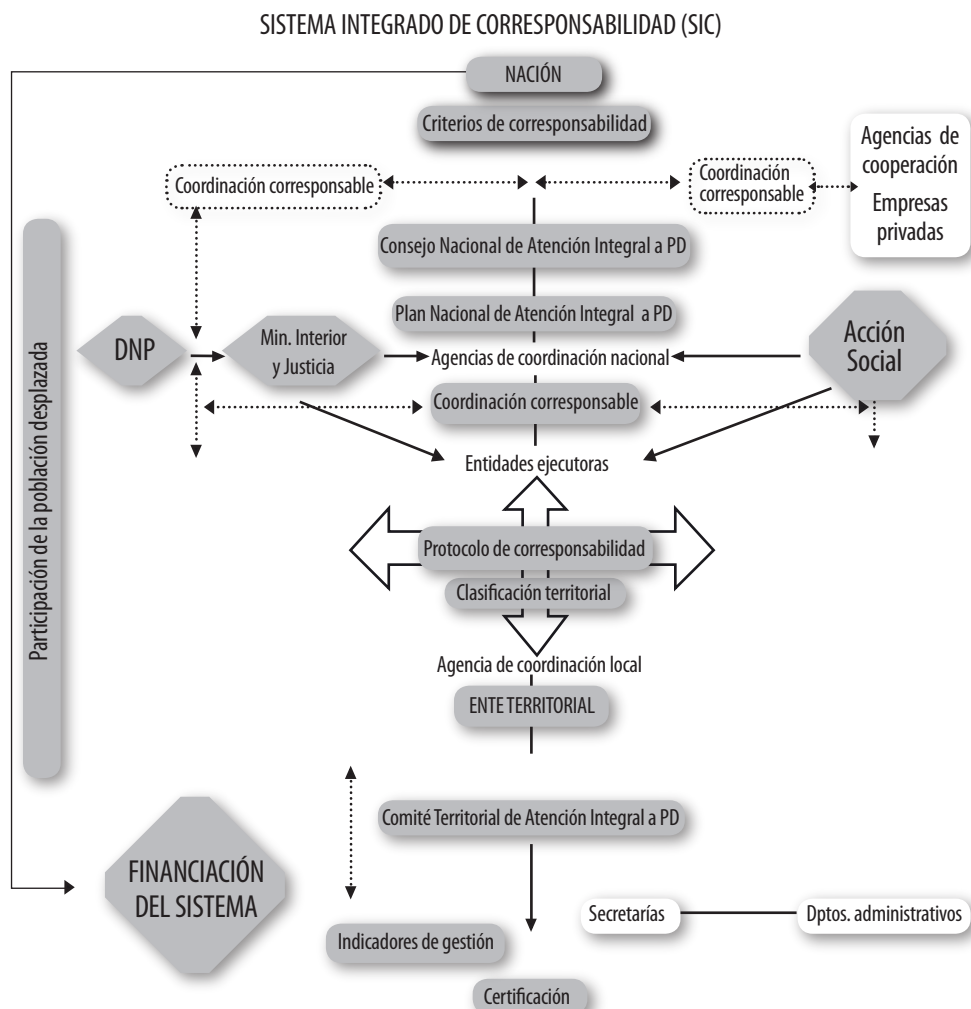 SISTEMA INTEGRADO DE CORRESPONSABILIDAD (SIC)
NACIÓN
Criterios de corresponsabilidad
Agencias de
cooperación
Empresas
privadas
Coordinación corresponsable
Coordinación
corresponsable
Consejo Nacional de Atención Integral a PD
Plan Nacional de Atención Integral a PD
DNP
Min. Interior
y Justicia
Agencias de coordinación nacional
Acción
Social
Coordinación corresponsable
Entidades ejecutoras
Participación de la población desplazada
Protocolo de corresponsabilidad
Clasificación territorial
Agencia de coordinación local
ENTE TERRITORIAL
Comité Territorial de Atención Integral a PD
FINANCIACIÓN
DEL SISTEMA
Secretarías
Dptos. administrativos
Indicadores de gestión
Certificación